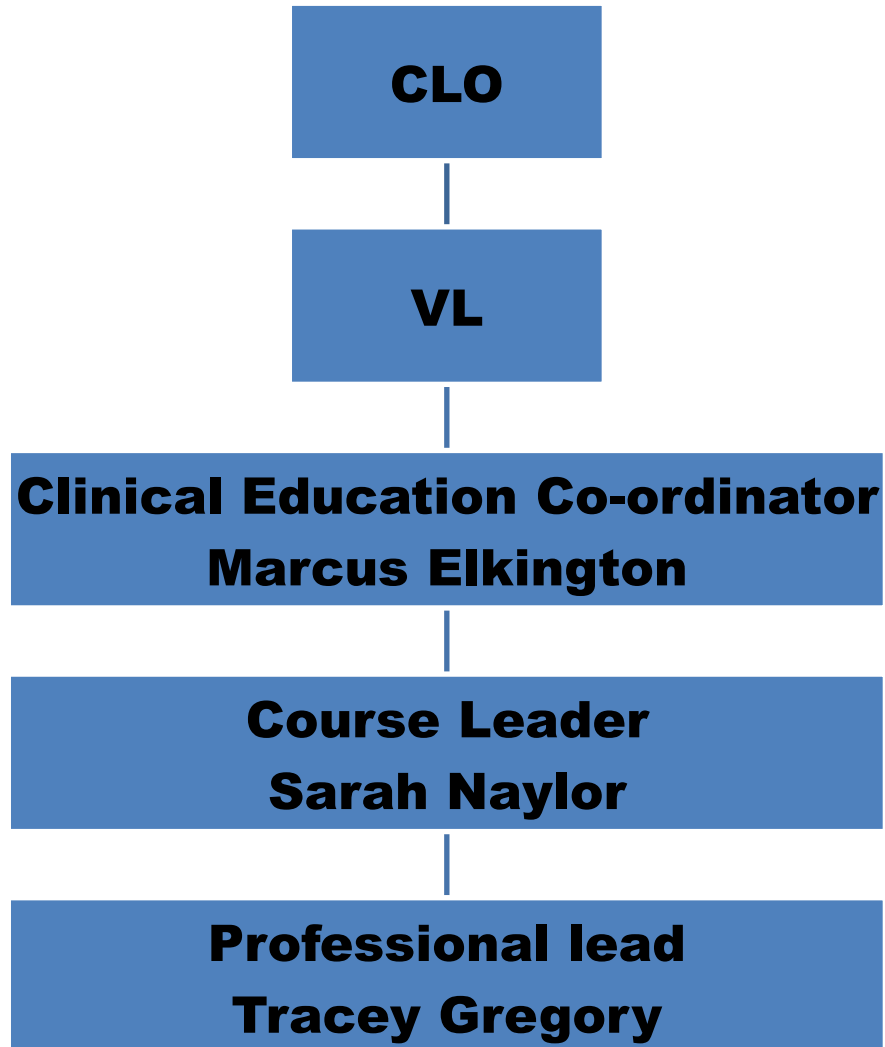 CLO
VL
Clinical Education Co-ordinator
Marcus Elkington
Course Leader
Sarah Naylor
Professional lead
Tracey Gregory